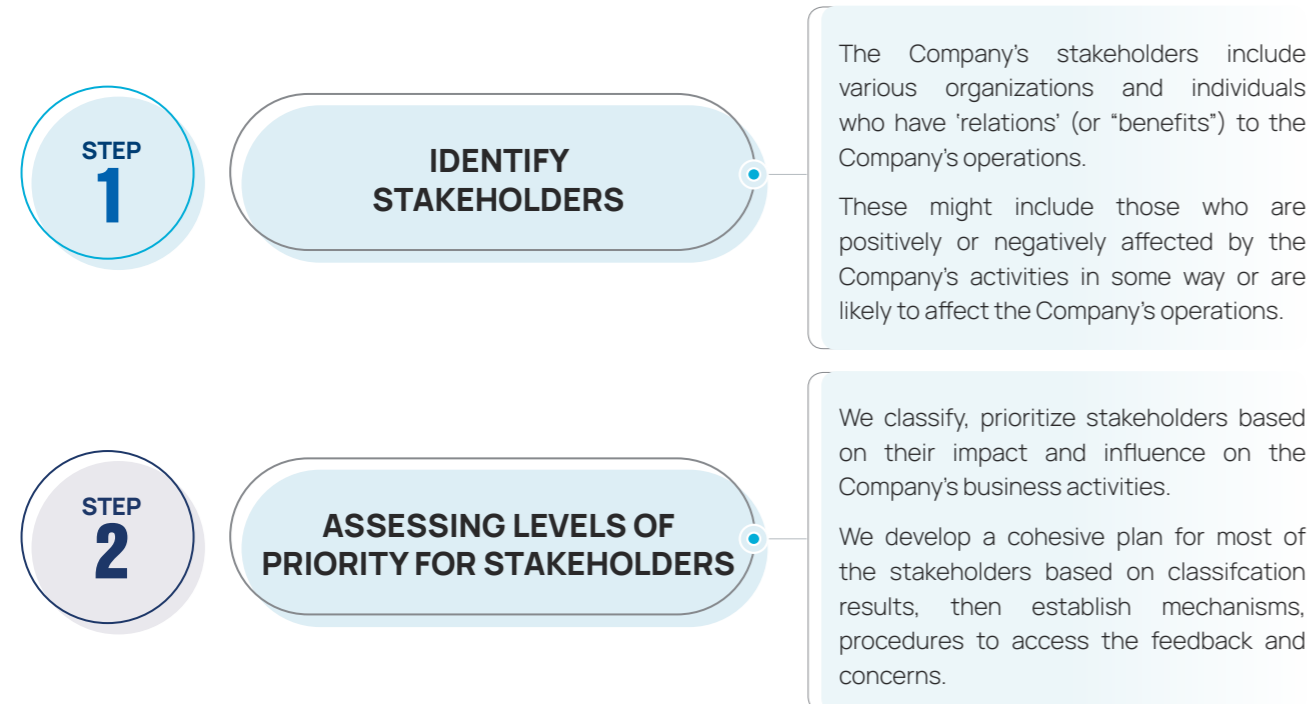 STEP
1
IDENTIFY
STAKEHOLDERS
The Company's stakeholders include
various organizations and individuals
who have ‘relations’ (or “benefits”) to the
Company's operations.
These might include those who are
positively or negatively affected by the
Company's activities in some way or are
likely to affect the Company's operations.
STEP
2
ASSESSING LEVELS OF
PRIORITY FOR STAKEHOLDERS
We classify, prioritize stakeholders based
on their impact and influence on the
Company's business activities.
We develop a cohesive plan for most of
the stakeholders based on classifcation
results, then establish mechanisms,
procedures to access the feedback and
concerns.